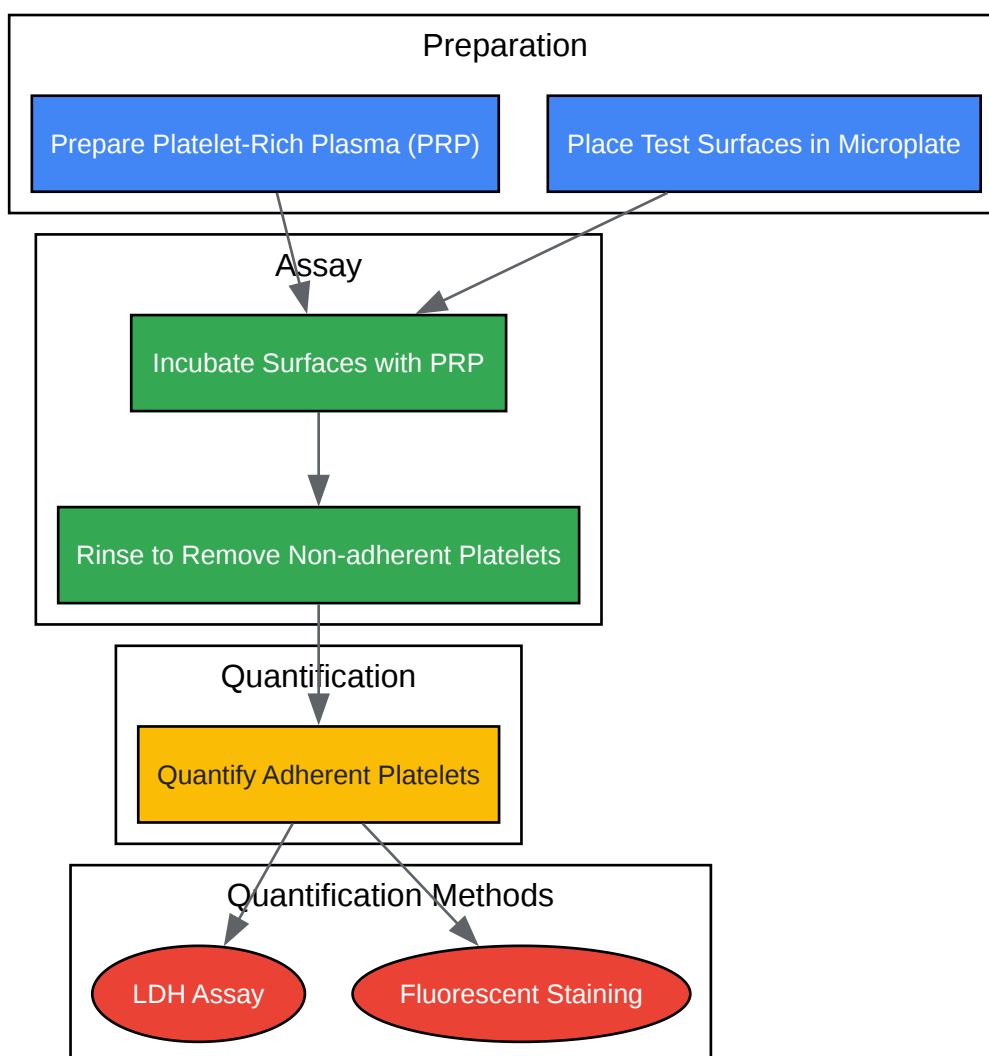 Preparation
Prepare Platelet-Rich Plasma (PRP)
Place Test Surfaces in Microplate
Assay
Incubate Surfaces with PRP
Rinse to Remove Non-adherent Platelets
Quantification
Quantify Adherent Platelets
Quantification Methods
LDH Assay
Fluorescent Staining